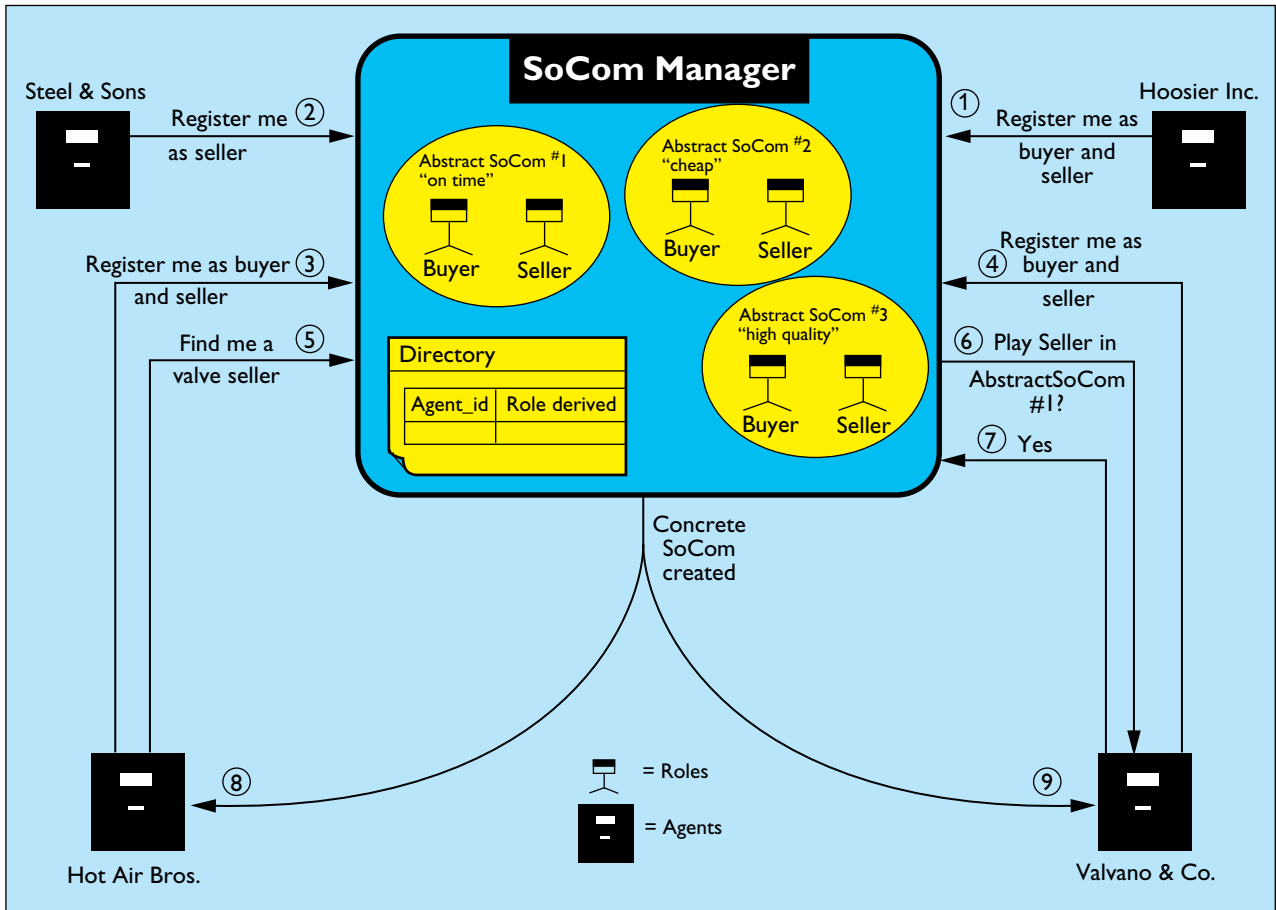 SoCom Manager
Steel & Sons
Register me ②
as seller
Hoosier Inc.
①
Register me as
buyer and
seller
Abstract SoCom #1
“on time”
Buyer Seller
Abstract SoCom #2
“cheap”
Buyer Seller
Abstract SoCom #3
“high quality”
Buyer Seller
Register me as buyer ③
and seller
Find me a ⑤
valve seller
Directory
Agent_id Role derived
Register me as
④ buyer and
seller
⑥ Play Seller in
AbstractSoCom
#1?
⑦ Yes
Concrete
SoCom
created
⑧
⑨
= Roles
= Agents
Hot Air Bros.
Valvano & Co.